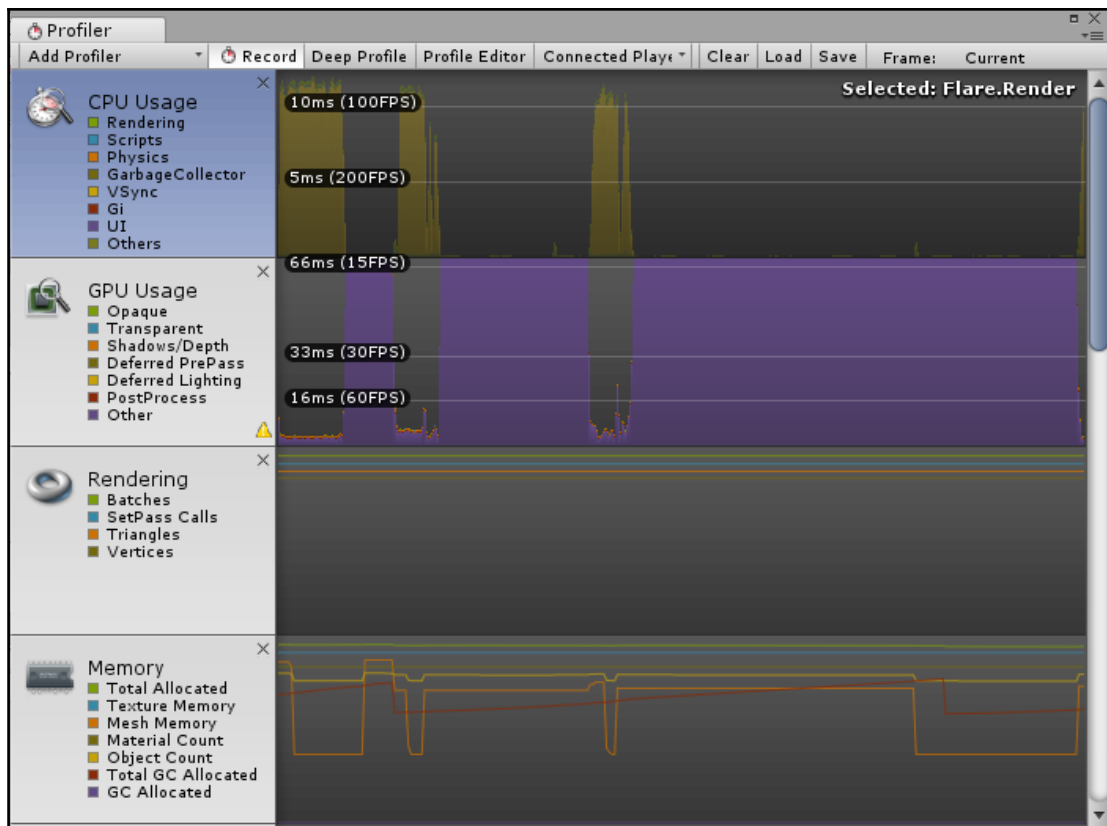 Profiler
Add Profiler Record Deep Profile Profile Editor Connected Playe Clear Load Save Frame: Current
CPU Usage
Rendering
Scripts
Physics
GarbageCollector
VSync
Gi
UI
Others
Selected: Flare.Render
10ms (100FPS)
5ms (200FPS)
GPU Usage
Opaque
Transparent
Shadows/Depth
Deferred PrePass
Deferred Lighting
PostProcess
Other
66ms (15FPS)
33ms (30FPS)
16ms (60FPS)
Rendering
Batches
SetPass Calls
Triangles
Vertices
Memory
Total Allocated
Texture Memory
Mesh Memory
Material Count
Object Count
Total GC Allocated
GC Allocated